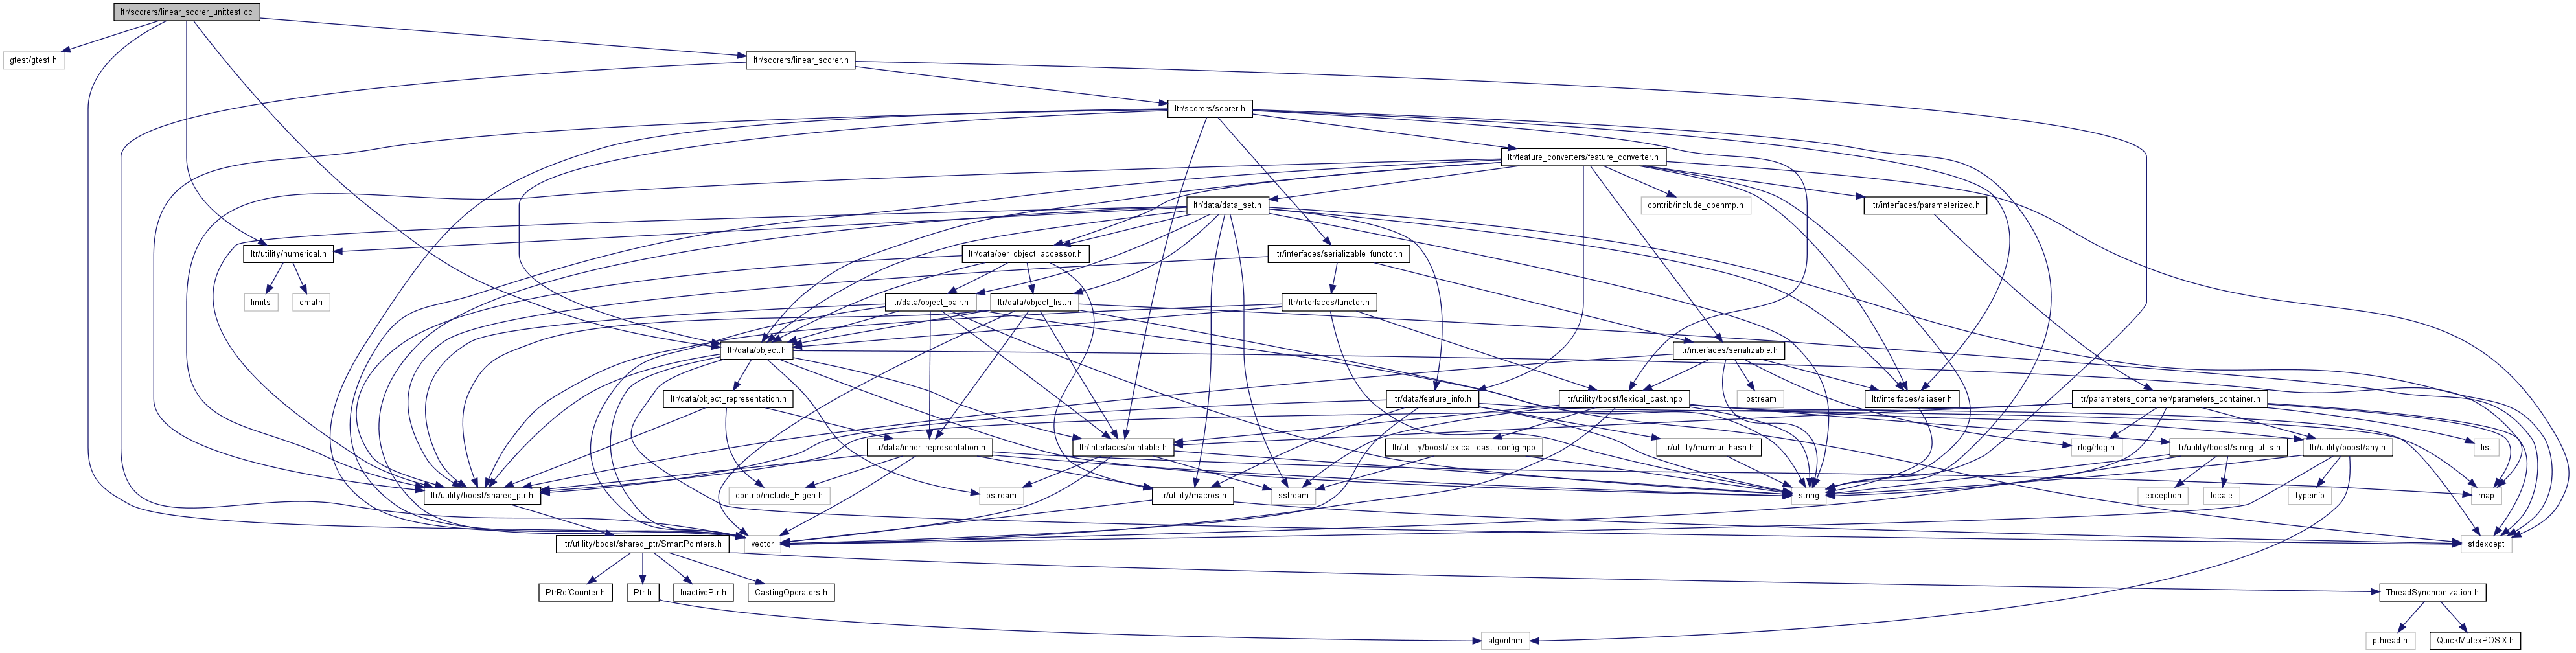 ltr/scorers/linear_scorer_unittest.cc
gtest/gtest.h
ltr/scorers/linear_scorer.h
ltr/scorers/scorer.h
ltr/feature_converters/feature_converter.h
ltr/data/data_set.h
contrib/include_openmp.h
ltr/interfaces/parameterized.h
ltr/utility/numerical.h
ltr/data/per_object_accessor.h
ltr/interfaces/serializable_functor.h
limits
cmath
ltr/data/object_pair.h
ltr/data/object_list.h
ltr/interfaces/functor.h
ltr/data/object.h
ltr/interfaces/serializable.h
ltr/data/object_representation.h
ltr/data/feature_info.h
ltr/utility/boost/lexical_cast.hpp
iostream
ltr/interfaces/aliaser.h
ltr/parameters_container/parameters_container.h
ltr/data/inner_representation.h
ltr/interfaces/printable.h
ltr/utility/boost/lexical_cast_config.hpp
ltr/utility/murmur_hash.h
rlog/rlog.h
ltr/utility/boost/string_utils.h
ltr/utility/boost/any.h
list
ltr/utility/boost/shared_ptr.h
contrib/include_Eigen.h
ostream
ltr/utility/macros.h
sstream
string
exception
locale
typeinfo
map
ltr/utility/boost/shared_ptr/SmartPointers.h
vector
stdexcept
PtrRefCounter.h
Ptr.h
InactivePtr.h
CastingOperators.h
ThreadSynchronization.h
algorithm
pthread.h
QuickMutexPOSIX.h